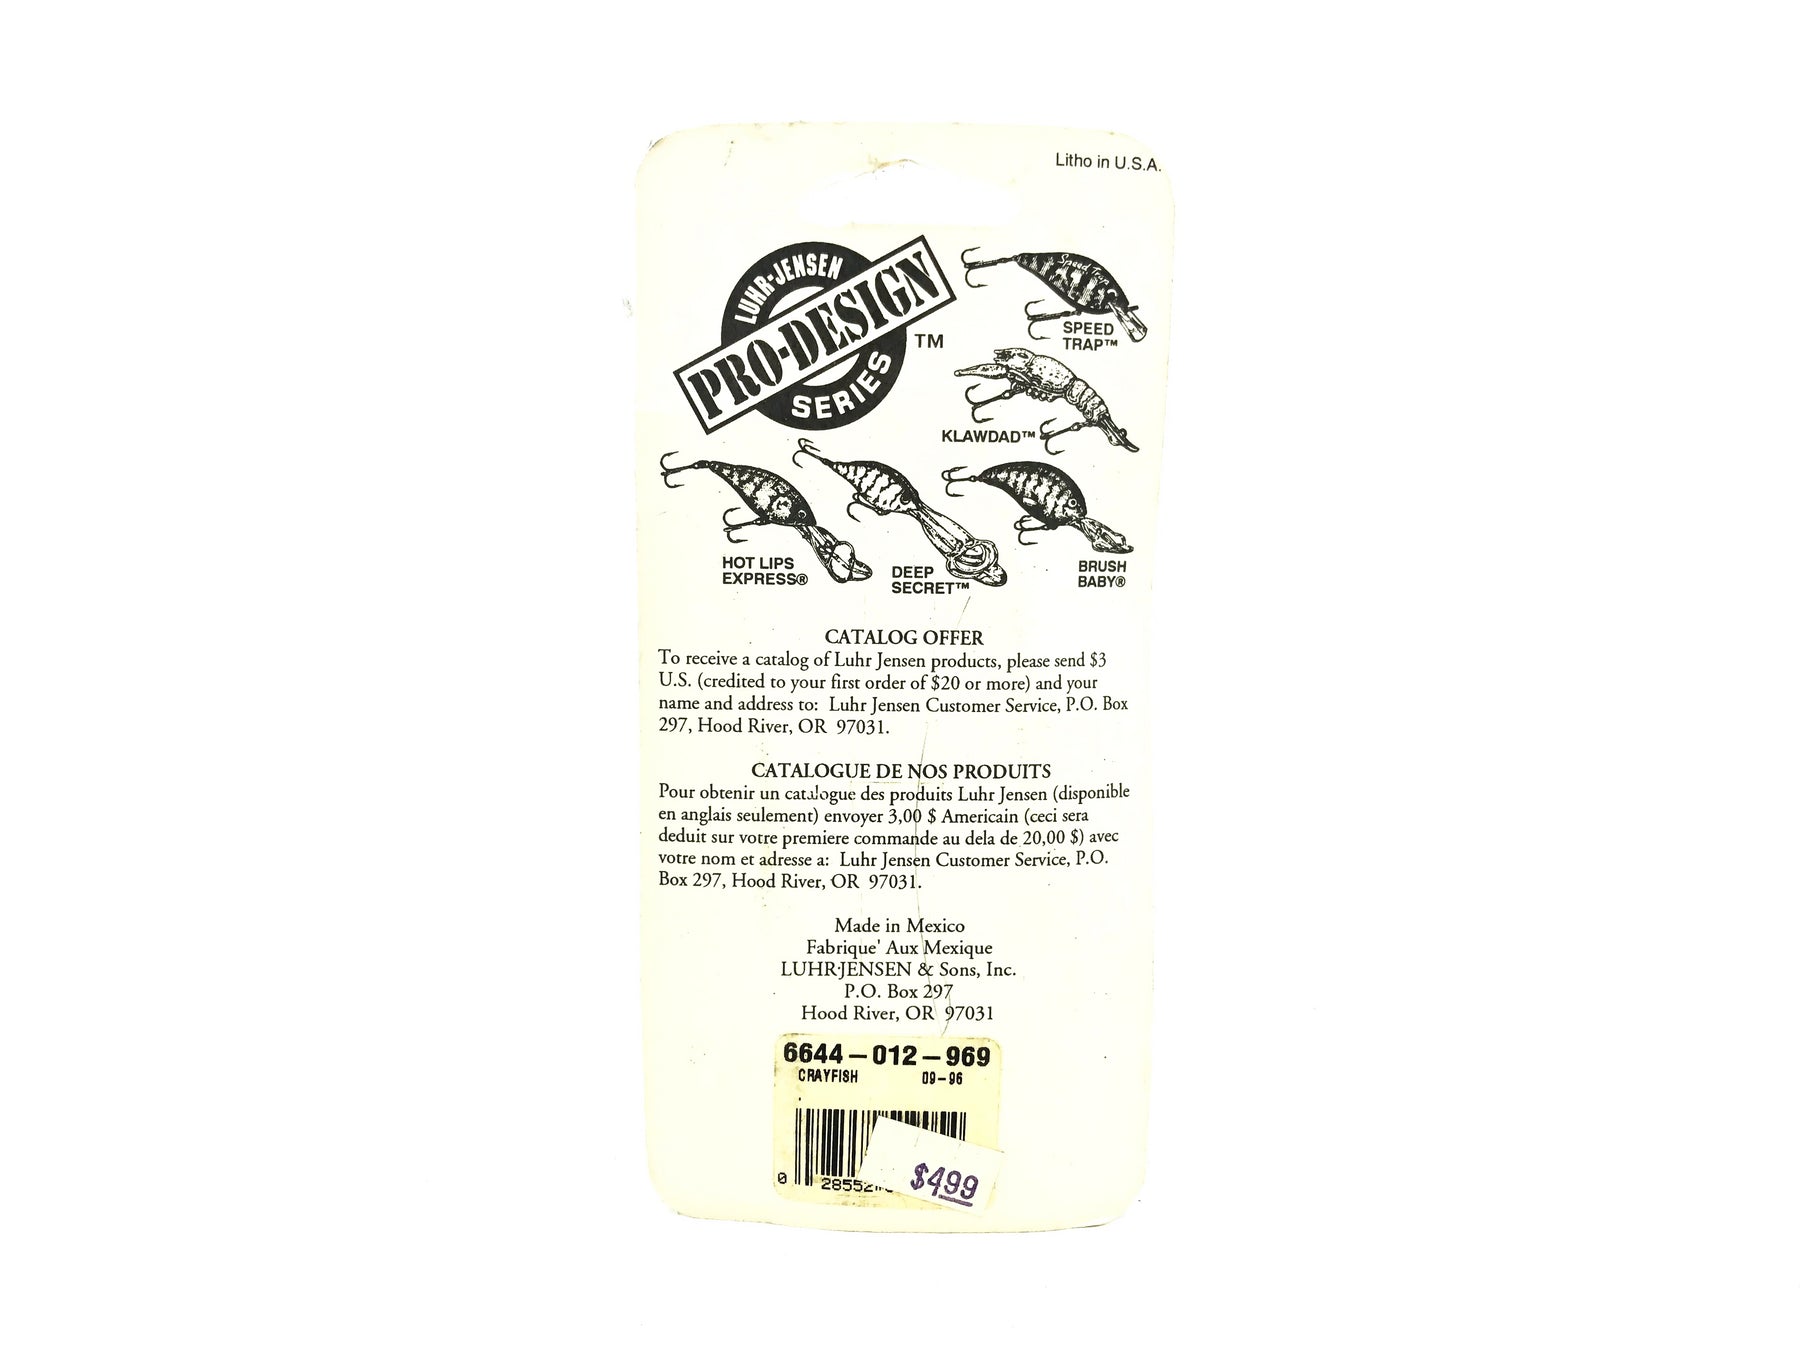 Litho in U.S.A.
LUHR-JENSEN
PRO-DESIGN
SERIES
TM
Speed Trap
SPEED
TRAP™
KLAWDAD™
HOT LIPS
EXPRESS®
DEEP
SECRET™
BRUSH
BABY®
CATALOG OFFER
To receive a catalog of Luhr Jensen products, please send $3
U.S. (credited to your first order of $20 or more) and your
name and address to: Luhr Jensen Customer Service, P.O. Box
297, Hood River, OR 97031.
CATALOGUE DE NOS PRODUITS
Pour obtenir un catalogue des produits Luhr Jensen (disponible
en anglais seulement) envoyer 3,00 $ Americain (ceci sera
deduit sur votre premiere commande au dela de 20,00 $) avec
votre nom et adresse a: Luhr Jensen Customer Service, P.O.
Box 297, Hood River, OR 97031.
Made in Mexico
Fabrique' Aux Mexique
LUHR-JENSEN & Sons, Inc.
P.O. Box 297
Hood River, OR 97031
6644-012-969
CRAYFISH 09-96
0 28552
$499